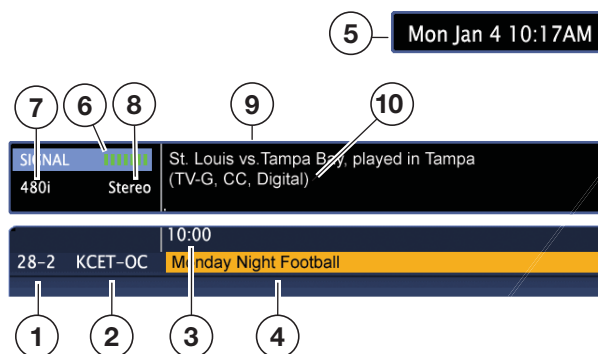 5 Mon Jan 4 10:17AM
7 6 8 9 10
SIGNAL St. Louis vs.Tampa Bay, played in Tampa
480i Stereo (TV-G, CC, Digital)
10:00
28-2 KCET-OC Monday Night Football
1 2 3 4